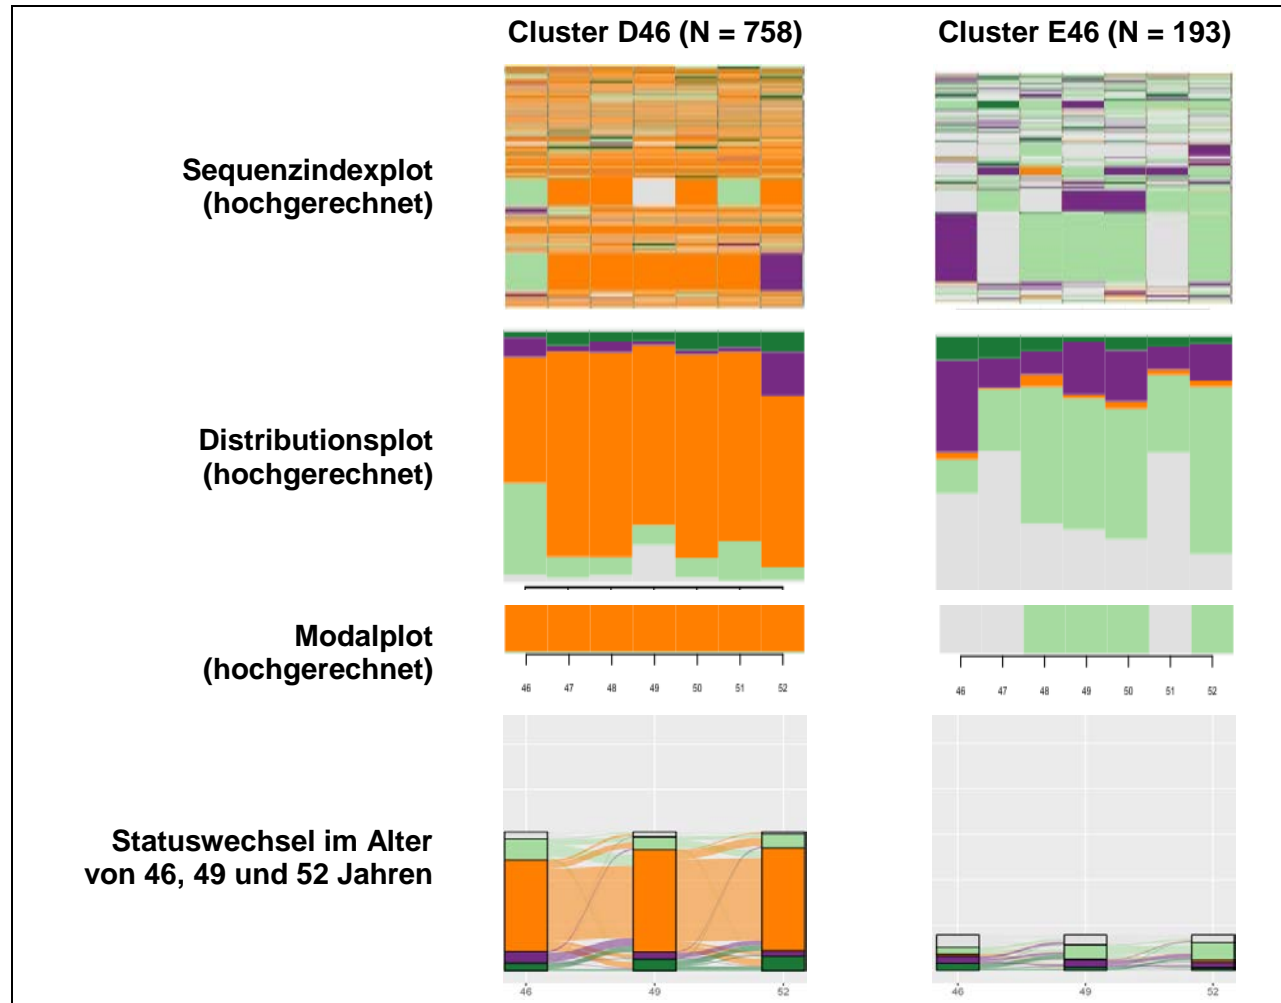 Cluster D46 (N = 758)
Cluster E46 (N = 193)
Sequenzindexplot
(hochgerechnet)
Distributionsplot
(hochgerechnet)
Modalplot
(hochgerechnet)
46 47 48 49 50 51 52
46 47 48 49 50 51 52
Statuswechsel im Alter
von 46, 49 und 52 Jahren
46 49 52
46 49 52